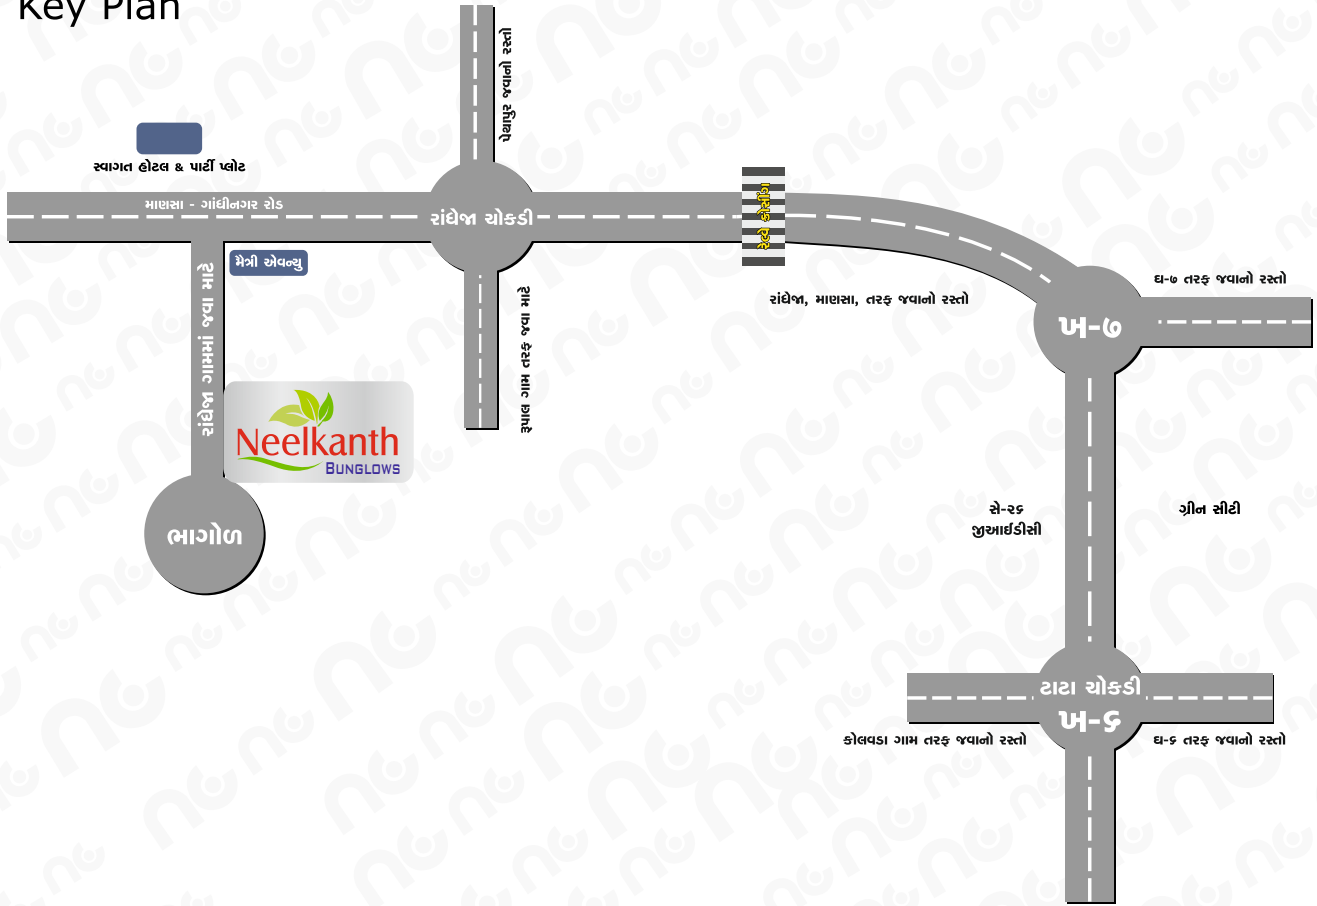 Key Plan
પેથાપુર જવાનો રસ્તો
સ્વાગત હોટલ & પાર્ટી પ્લોટ
માણસા - ગાંધીનગર રોડ
રાંધેજા ચોકડી
રેલ્વે ક્રોસીંગ
મૈત્રી એવન્યુ
રાંધેજા ગામમાં જવા માટે
રૂપાલ ગામ તરફ જવા માટે
રાંધેજા, માણસા, તરફ જવાનો રસ્તો
ઘ-૭ તરફ જવાનો રસ્તો
ખ-૭
Neelkanth
BUNGLOWS
ભાગોળ
સે-૨૬
જીઆઈડીસી
ગ્રીન સીટી
ટાટા ચોકડી
ખ-૬
કોલવડા ગામ તરફ જવાનો રસ્તો
ઘ-૬ તરફ જવાનો રસ્તો